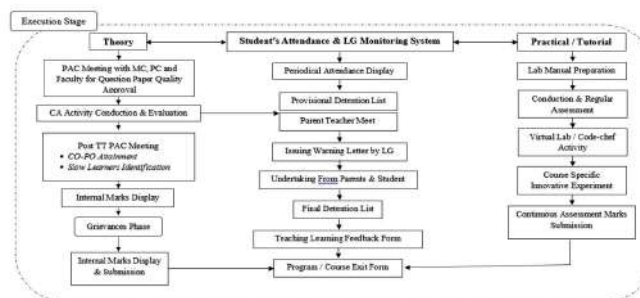 Execution Stage
Theory
Student's Attendance & LG Monitoring System
Practical / Tutorial
PAC Meeting with MC, PC and
Faculty for Question Paper Quality
Approval
CA Activity Conduction & Evaluation
Post TT PAC Meeting
• CO-PO Attainment
• Slow Learners Identification
Internal Marks Display
Grievances Phase
Internal Marks Display
& Submission
Periodical Attendance Display
Provisional Detention List
Parent Teacher Meet
Issuing Warning Letter by LG
Undertaking From Parents & Student
Final Detention List
Teaching Learning Feedback Form
Program / Course Exit Form
Lab Manual Preparation
Conduction & Regular
Assessment
Virtual Lab / Code-chef
Activity
Course Specific
Innovative Experiment
Continuous Assessment Marks
Submission